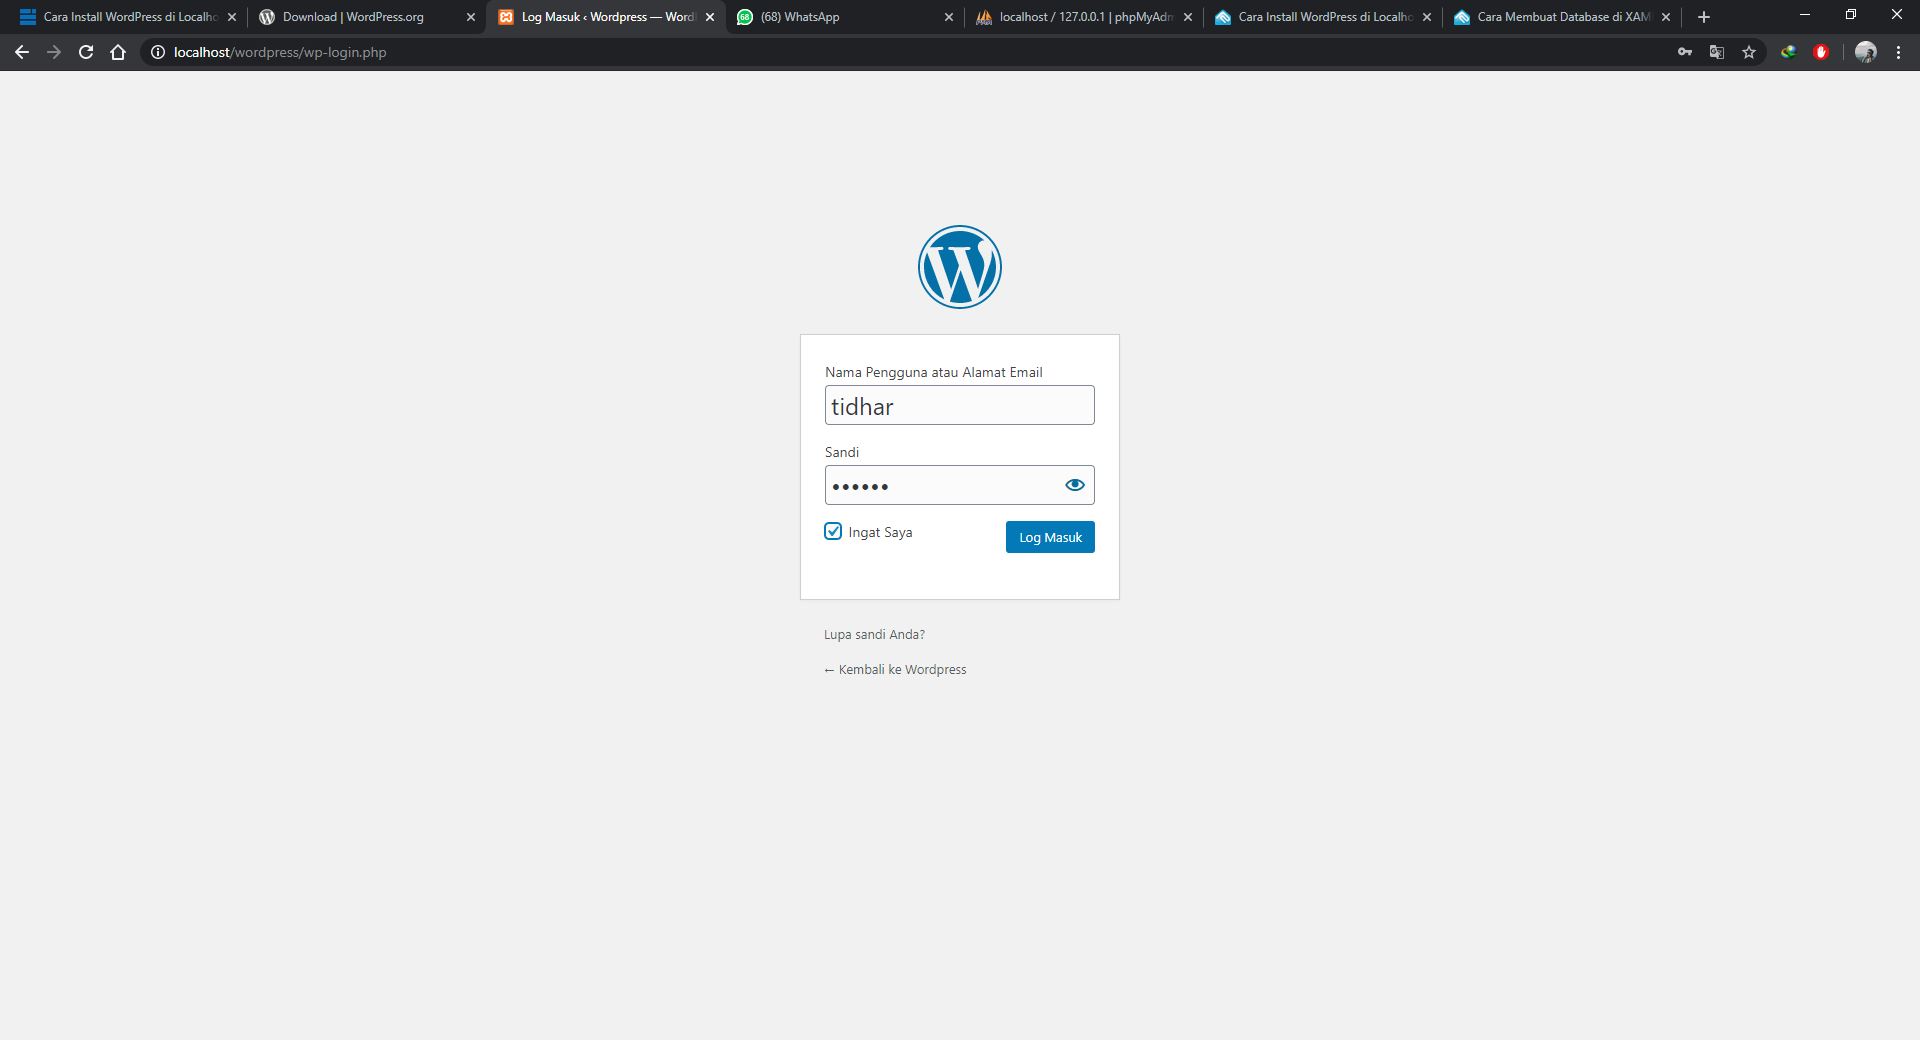 Cara Install WordPress di Localho
Download | WordPress.org
Log Masuk ‹ Wordpress — Word
68
(68) WhatsApp
localhost / 127.0.0.1 | phpMyAdm
Cara Install WordPress di Localho
Cara Membuat Database di XAM
localhost/wordpress/wp-login.php
Nama Pengguna atau Alamat Email
tidhar
Sandi
••••••
Ingat Saya
Log Masuk
Lupa sandi Anda?
← Kembali ke Wordpress